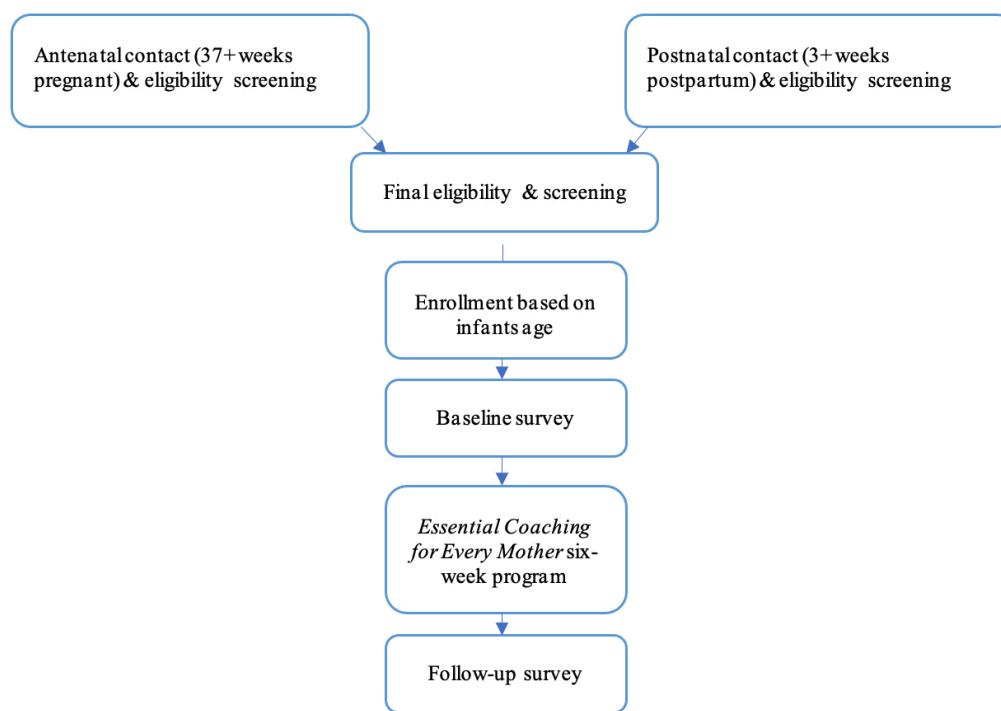 Antenatal contact (37+ weeks
pregnant) & eligibility screening
Postnatal contact (3+ weeks
postpartum) & eligibility screening
Final eligibility & screening
Enrollment based on
infants age
Baseline survey
Essential Coaching
for Every Mother six-
week program
Follow-up survey